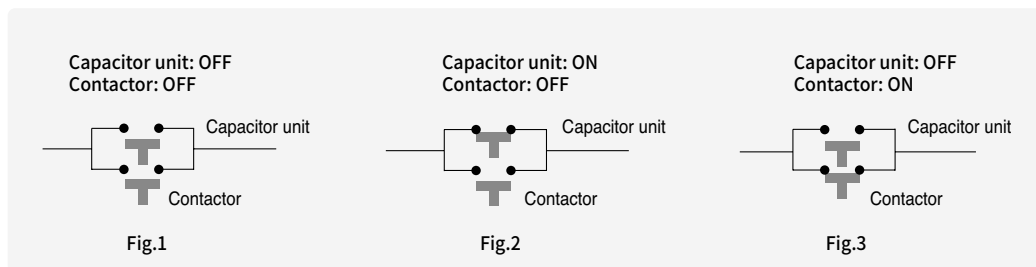 Capacitor unit: OFF
Contactor: OFF
Capacitor unit
Contactor
Fig.1
Capacitor unit: ON
Contactor: OFF
Capacitor unit
Contactor
Fig.2
Capacitor unit: OFF
Contactor: ON
Capacitor unit
Contactor
Fig.3